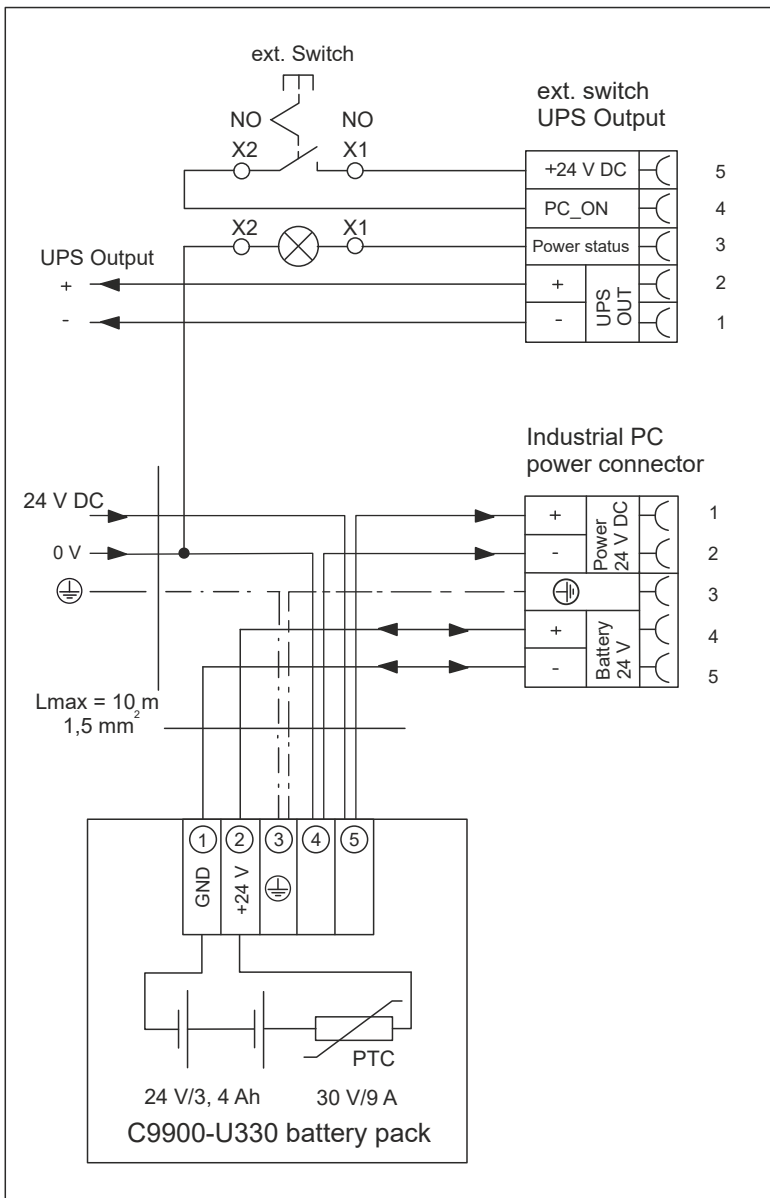 ext. Switch
ext. switch
UPS Output
NO NO
X2 X1
+24 V DC 5
PC_ON 4
X2 X1
Power status 3
UPS Output
+ + 2
- - 1
UPS
OUT
Industrial PC
power connector
24 V DC
+ 1
0 V
- 2
Power
24 V DC
3
+ 4
- 5
Battery
24 V
Lmax = 10 m
1,5 mm²
1 2 3 4 5
GND
+24 V
PTC
24 V/3, 4 Ah 30 V/9 A
C9900-U330 battery pack